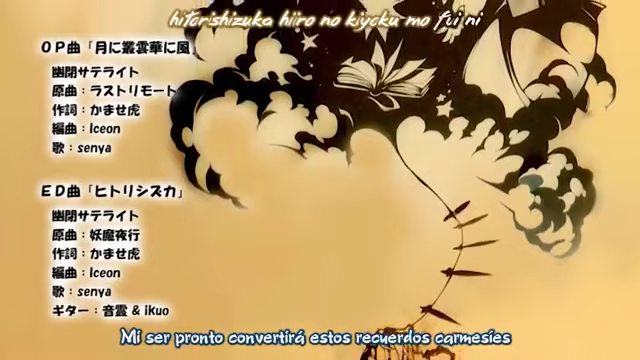 hitorishizuka hiiro no kiyoku mo fui ni
OP曲「月に叢雲華に風」
幽閉サテライト
原曲：ラストリモート
作詞：かませ虎
編曲：Iceon
歌：senya
ED曲「ヒトリシズカ」
幽閉サテライト
原曲：妖魔夜行
作詞：かませ虎
編曲：Iceon
歌：senya
ギター：音霊 & ikuo
Mi ser pronto convertirá estos recuerdos carmesíes